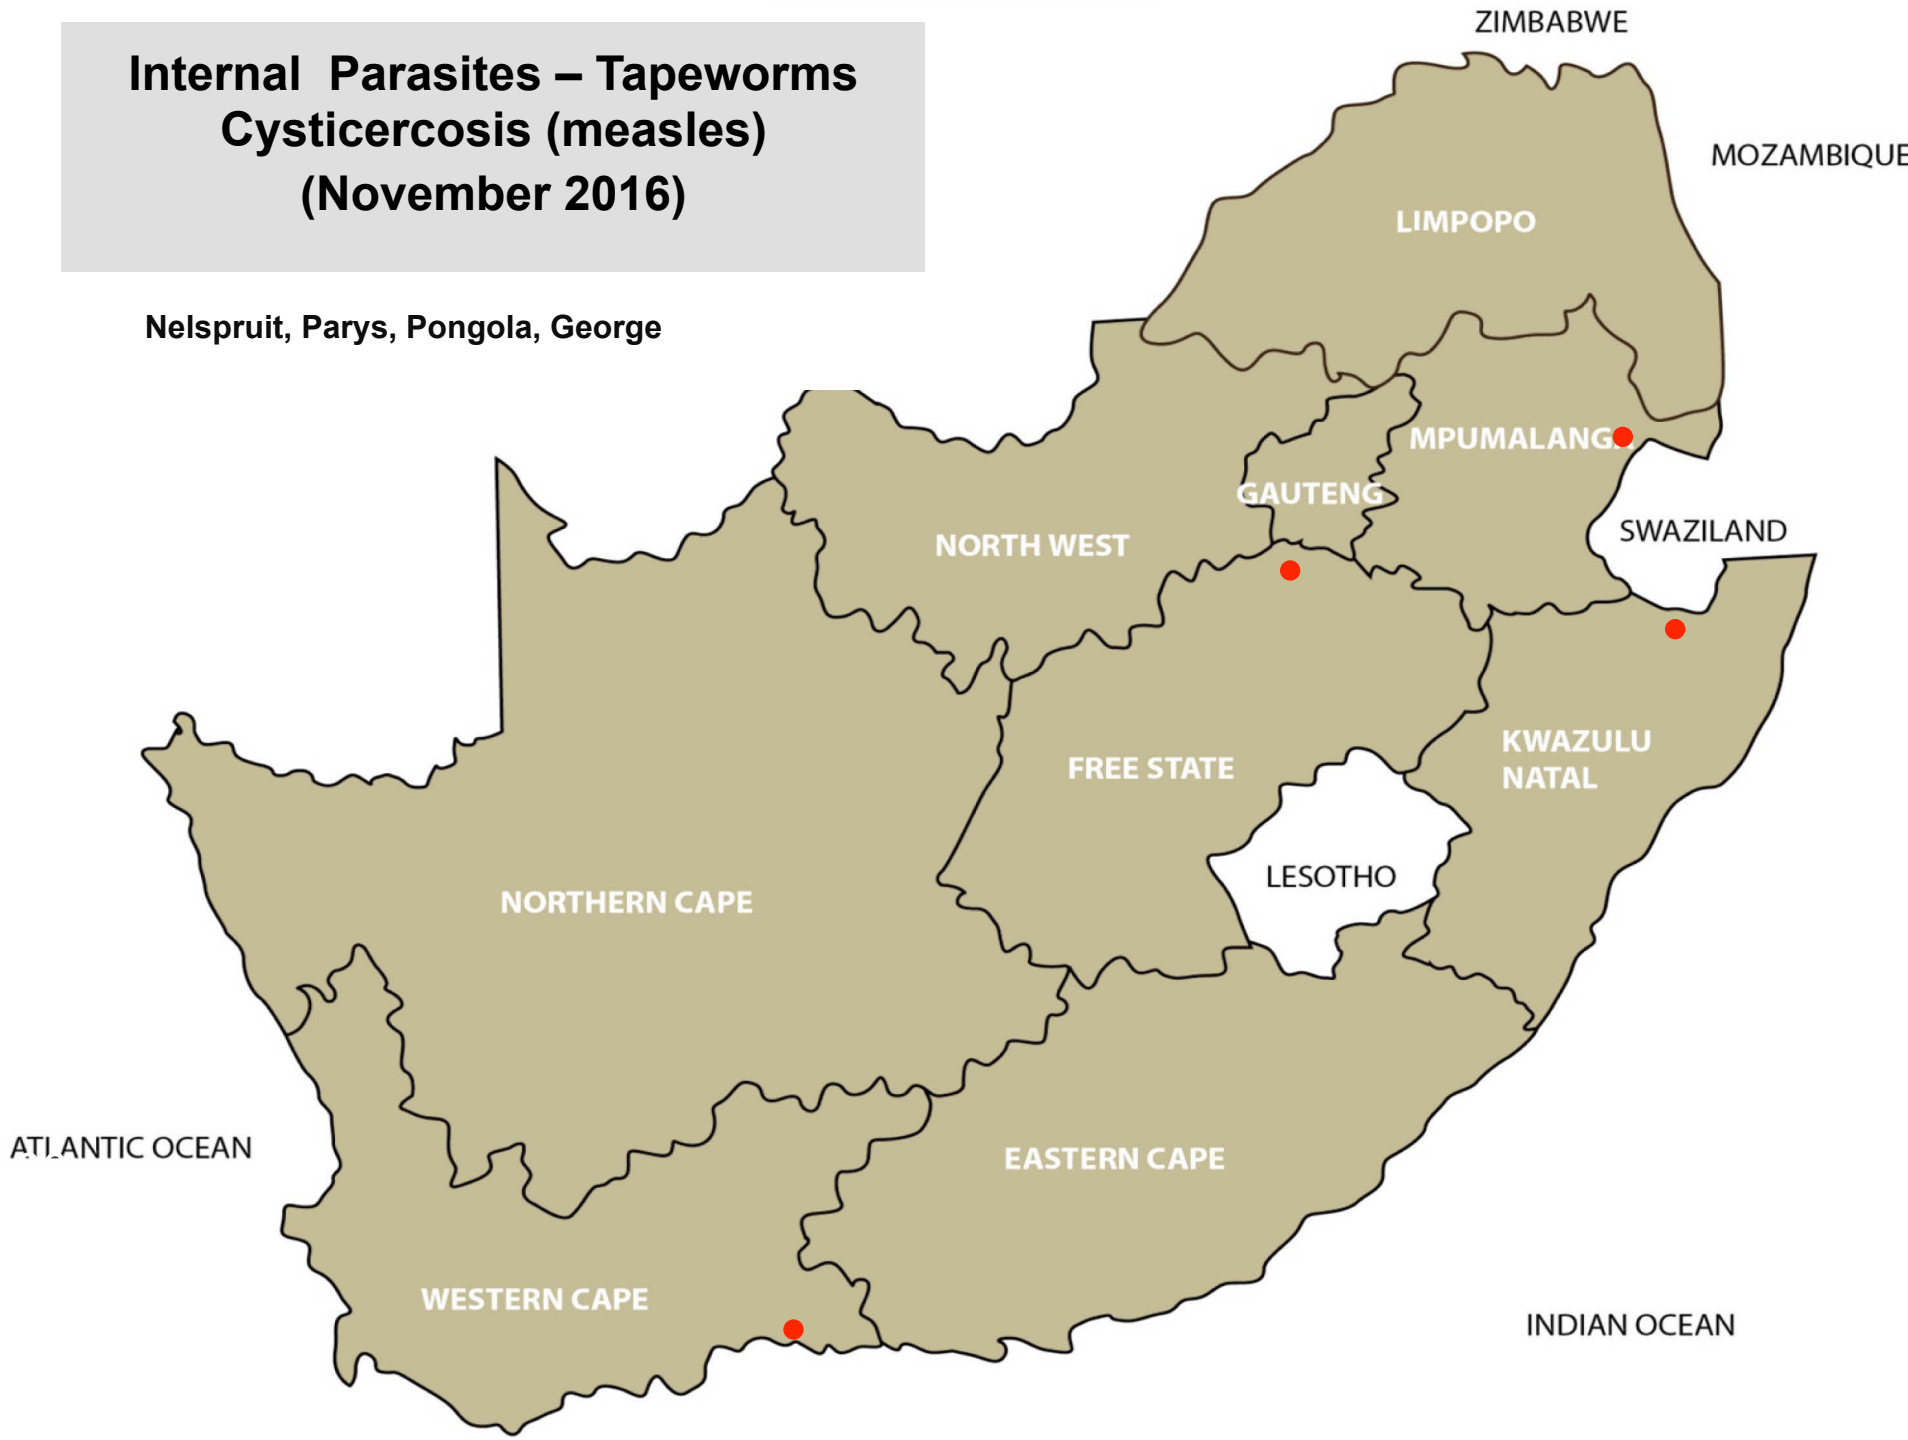 Internal Parasites – Tapeworms
Cysticercosis (measles)
(November 2016)
Nelspruit, Parys, Pongola, George
ZIMBABWE
MOZAMBIQUE
LIMPOPO
MPUMALANGA
GAUTENG
NORTH WEST
SWAZILAND
KWAZULU
NATAL
FREE STATE
LESOTHO
NORTHERN CAPE
ATLANTIC OCEAN
EASTERN CAPE
WESTERN CAPE
INDIAN OCEAN